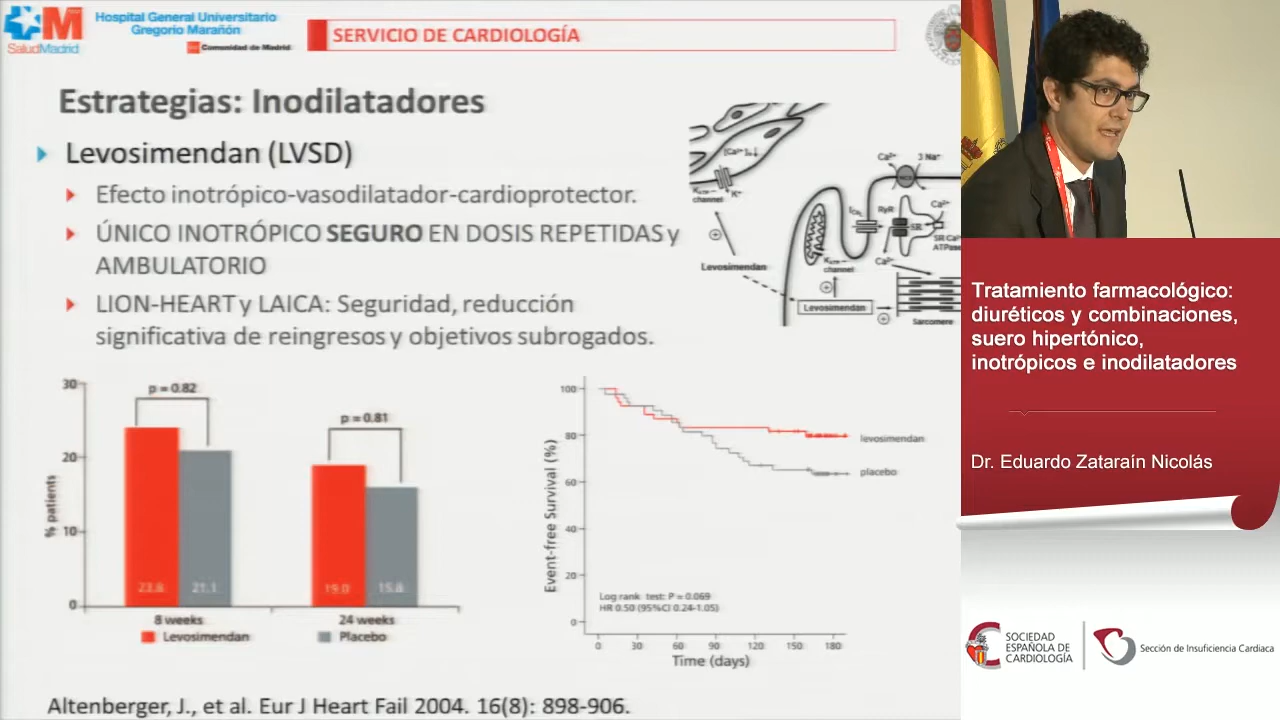 SaludMadrid
Hospital General Universitario
Gregorio Marañón
Comunidad de Madrid
SERVICIO DE CARDIOLOGÍA
Estrategias: Inodilatadores
Levosimendan (LVSD)
Efecto inotrópico-vasodilatador-cardioprotector.
ÚNICO INOTRÓPICO SEGURO EN DOSIS REPETIDAS y
AMBULATORIO
LION-HEART y LAICA: Seguridad, reducción
significativa de reingresos y objetivos subrogados.
[Ca²⁺]ᵢ↓
K⁺
channel
Levosimendan
Ca²⁺
3 Na⁺
NCX
RyR
SR
Ca²⁺
SR Ca²⁺
ATPase
channel
Ca²⁺
Levosimendan
Sarcomere
30
20
10
0
% patients
p = 0.82
p = 0.81
23.8
21.1
19.0
15.8
8 weeks
24 weeks
Levosimendan
Placebo
100
80
60
40
20
0
Event-free Survival (%)
levosimendan
placebo
Log rank test: P = 0.069
HR 0.50 (95%CI 0.24-1.05)
0 30 60 90 120 150 180
Time (days)
Altenberger, J., et al. Eur J Heart Fail 2004. 16(8): 898-906.
Tratamiento farmacológico:
diuréticos y combinaciones,
suero hipertónico,
inotrópicos e inodilatadores
Dr. Eduardo Zataraín Nicolás
SOCIEDAD
ESPAÑOLA DE
CARDIOLOGÍA
Sección de Insuficiencia Cardiaca